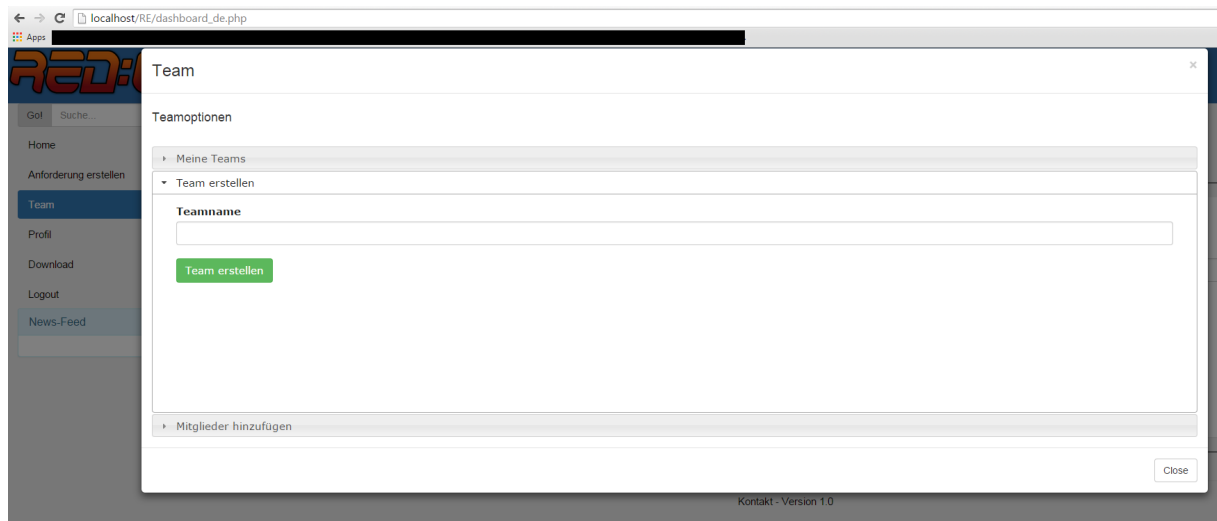 localhost/RE/dashboard_de.php
Apps
RED:
Team
×
Go! Suche...
Teamoptionen
Home
Meine Teams
Anforderung erstellen
Team erstellen
Team
Teamname
Profil
Download
Team erstellen
Logout
News-Feed
Mitglieder hinzufügen
Close
Kontakt - Version 1.0